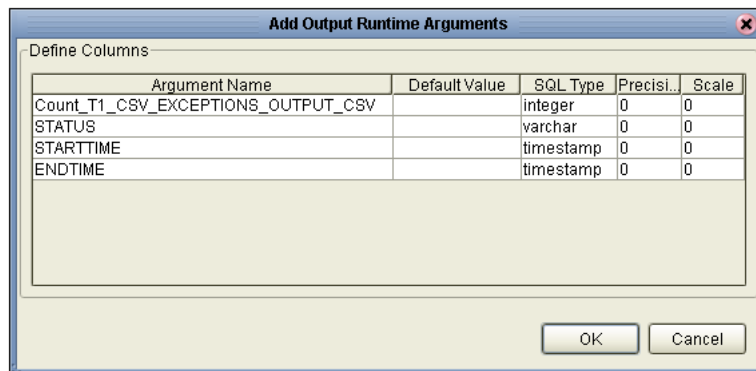 Add Output Runtime Arguments
Define Columns
Argument Name Default Value SQL Type Precisi... Scale
Count_T1_CSV_EXCEPTIONS_OUTPUT_CSV integer 0 0
STATUS varchar 0 0
STARTTIME timestamp 0 0
ENDTIME timestamp 0 0
OK Cancel